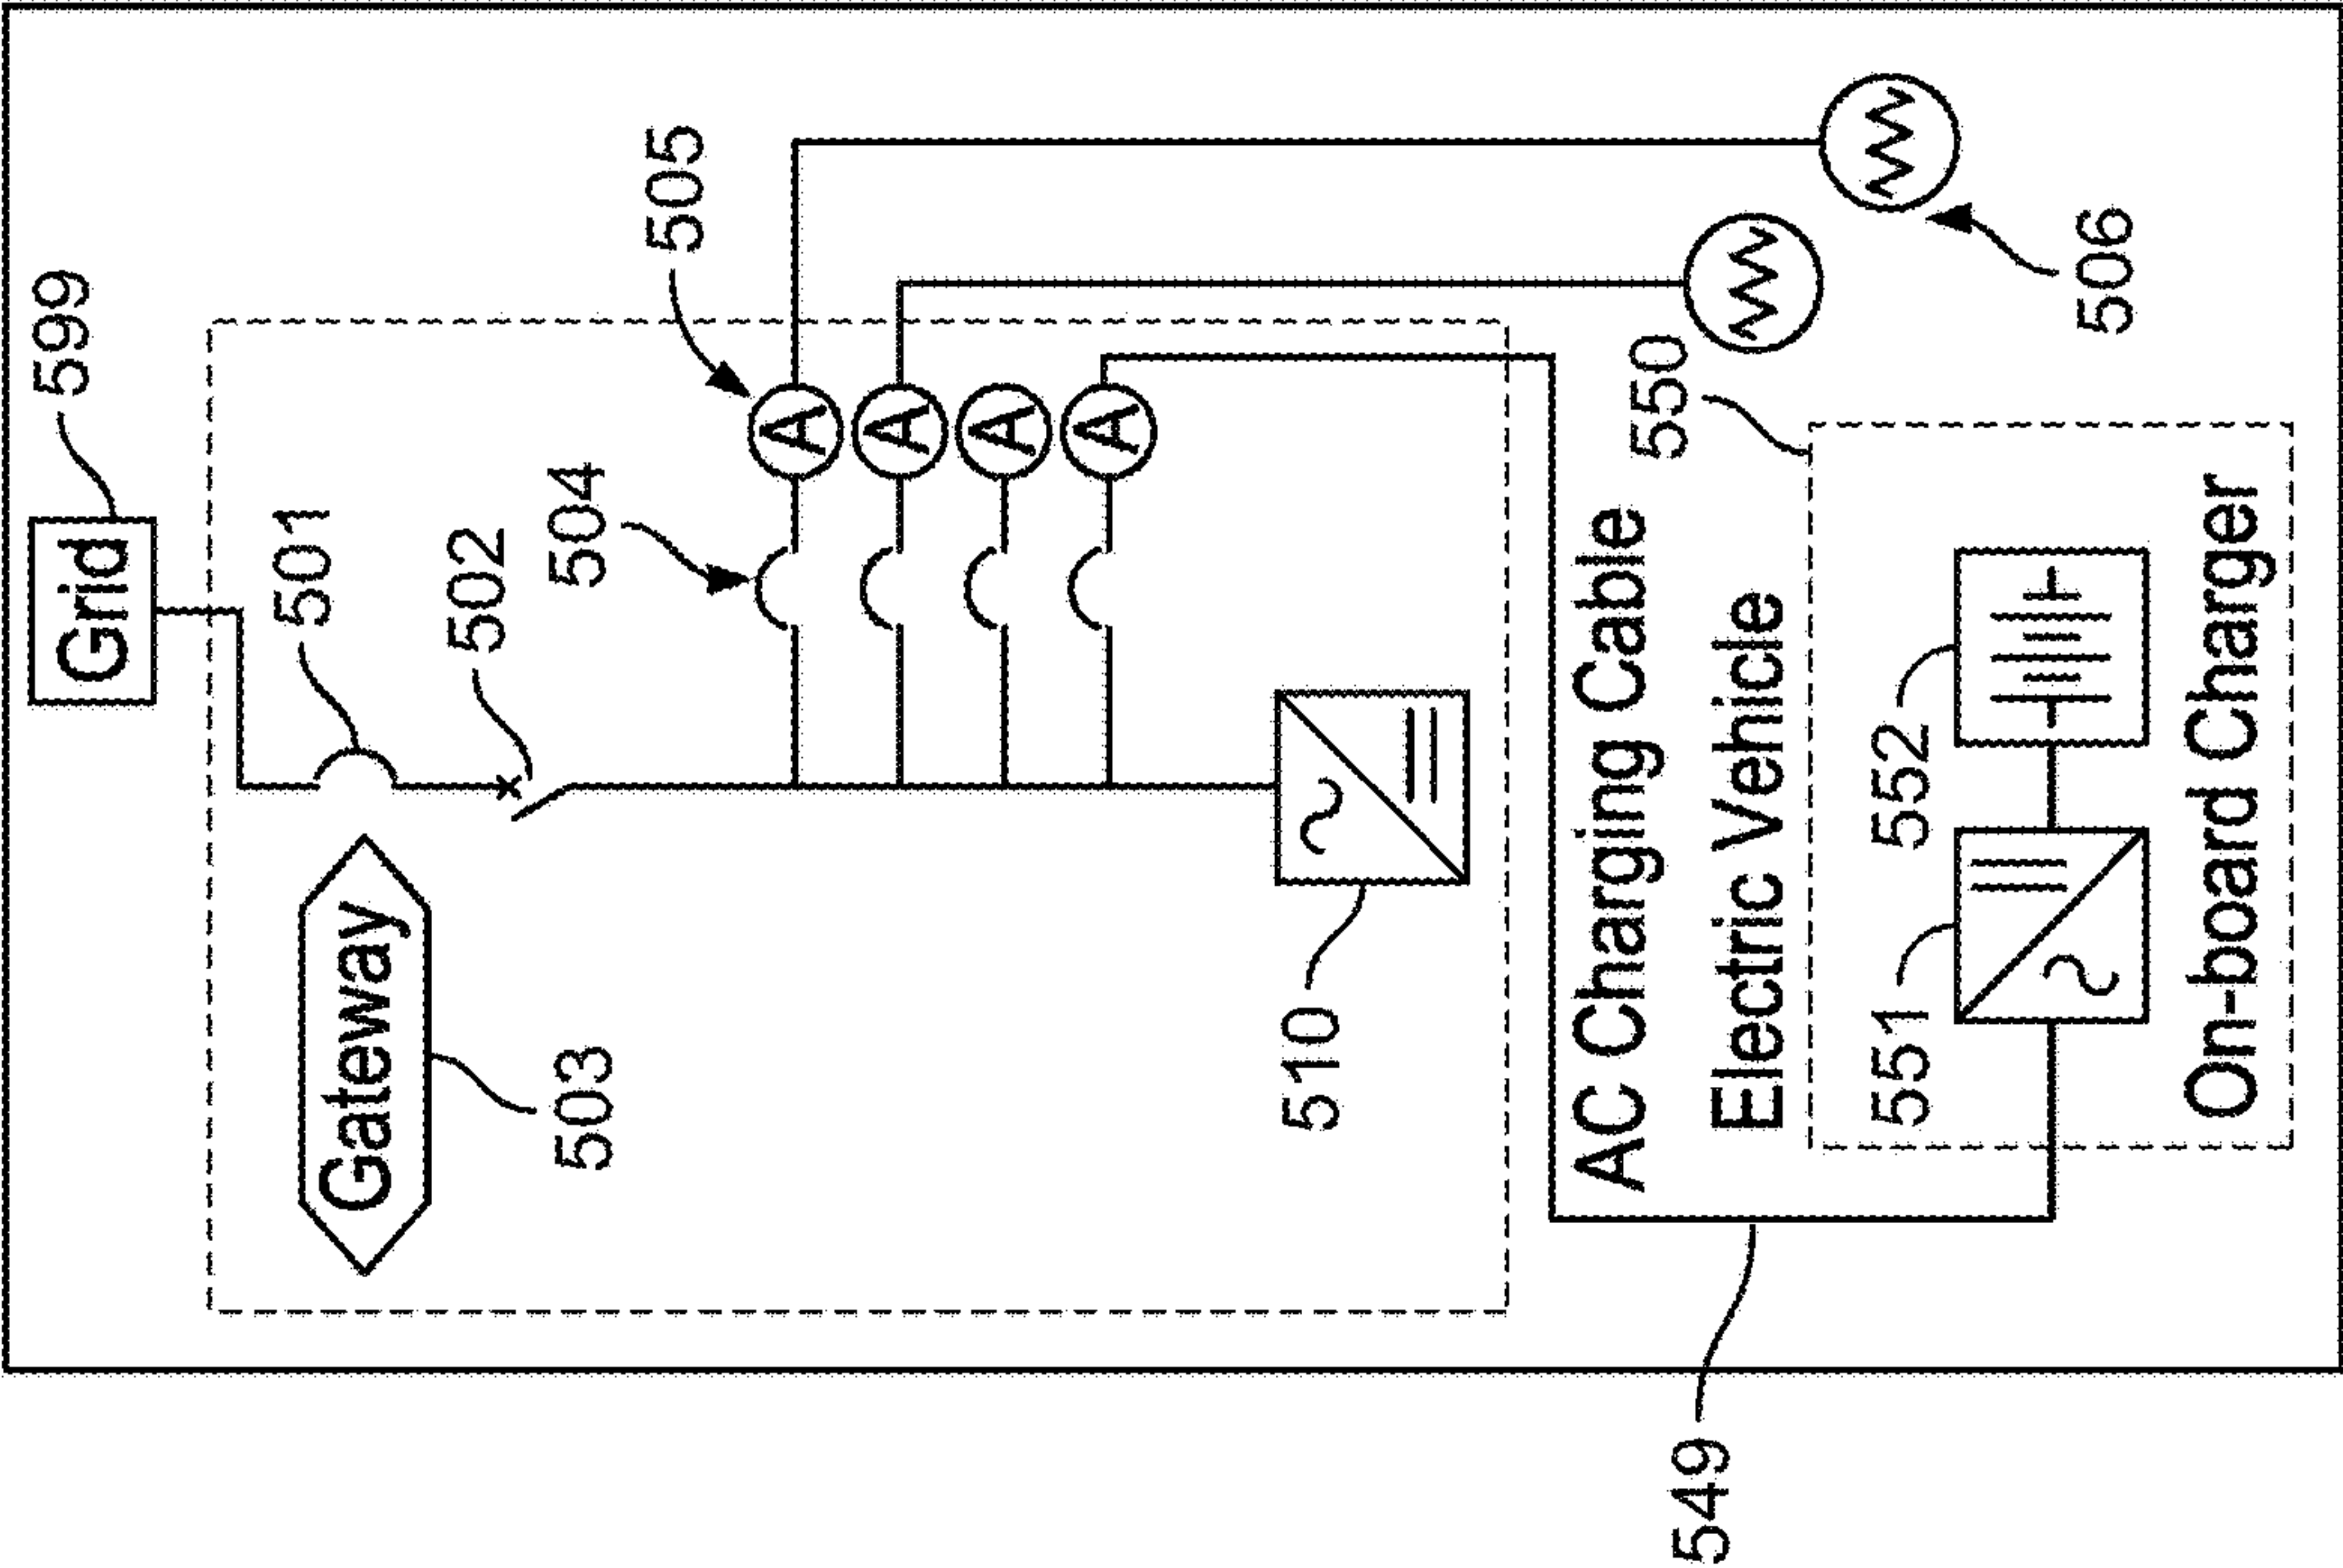 Grid
599
501
502
Gateway
503
504
505
A
A
A
A
510
AC Charging Cable
549
Electric Vehicle
550
551
552
On-board Charger
506